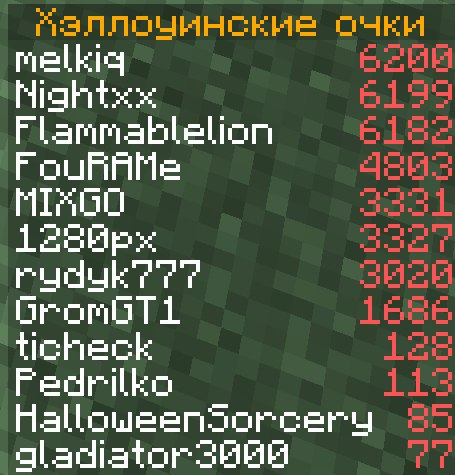 Хэллоуинские очки
melkiq 6200
Nightxx 6199
Flammablelion 6182
FouRAMe 4803
MIXGO 3331
1280px 3327
rydyk777 3020
GromGT1 1686
ticheck 128
Pedrilko 113
HalloweenSorcery 85
gladiator3000 77